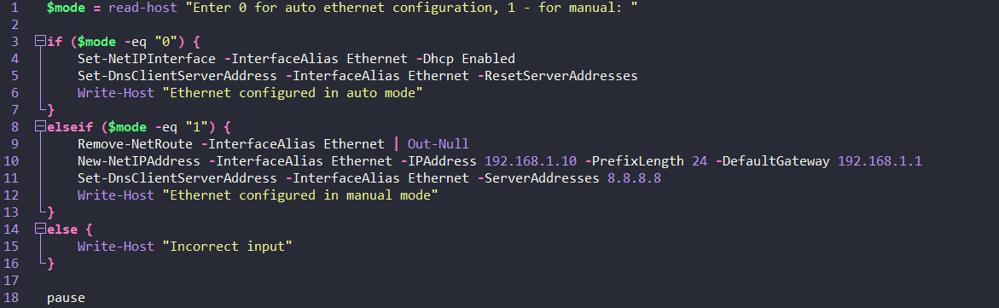 1 $mode = read-host "Enter 0 for auto ethernet configuration, 1 - for manual: "
2
3 if ($mode -eq "0") {
4 Set-NetIPInterface -InterfaceAlias Ethernet -Dhcp Enabled
5 Set-DnsClientServerAddress -InterfaceAlias Ethernet -ResetServerAddresses
6 Write-Host "Ethernet configured in auto mode"
7 }
8 elseif ($mode -eq "1") {
9 Remove-NetRoute -InterfaceAlias Ethernet | Out-Null
10 New-NetIPAddress -InterfaceAlias Ethernet -IPAddress 192.168.1.10 -PrefixLength 24 -DefaultGateway 192.168.1.1
11 Set-DnsClientServerAddress -InterfaceAlias Ethernet -ServerAddresses 8.8.8.8
12 Write-Host "Ethernet configured in manual mode"
13 }
14 else {
15 Write-Host "Incorrect input"
16 }
17
18 pause